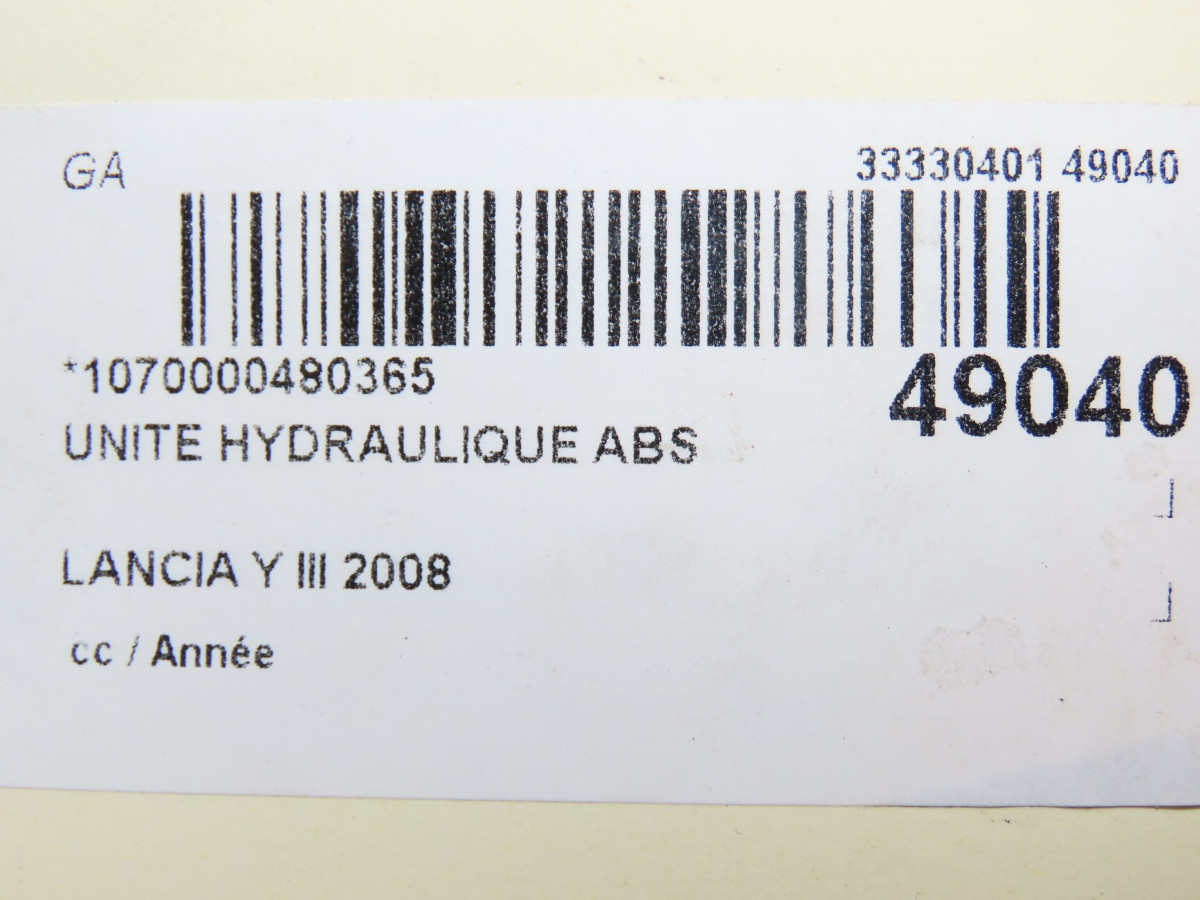 GA
33330401 49040
*1070000480365
49040
UNITE HYDRAULIQUE ABS
LANCIA Y III 2008
cc / Année